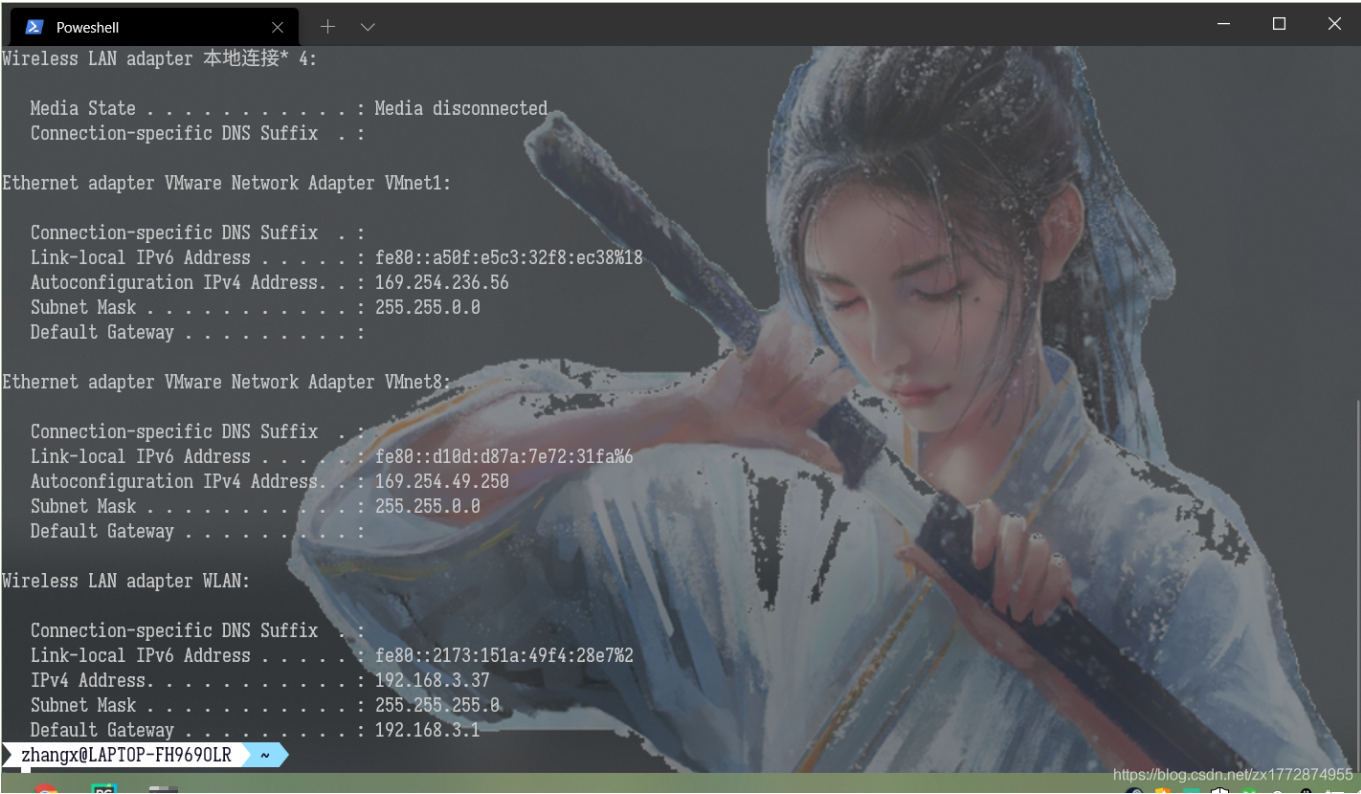 Poweshell
Wireless LAN adapter 本地连接* 4:
Media State . . . . . . . . . . . : Media disconnected
Connection-specific DNS Suffix  . :
Ethernet adapter VMware Network Adapter VMnet1:
Connection-specific DNS Suffix  . :
Link-local IPv6 Address . . . . . : fe80::a50f:e5c3:32f8:ec38%18
Autoconfiguration IPv4 Address. . : 169.254.236.56
Subnet Mask . . . . . . . . . . . : 255.255.0.0
Default Gateway . . . . . . . . . :
Ethernet adapter VMware Network Adapter VMnet8:
Connection-specific DNS Suffix  . :
Link-local IPv6 Address . . . . . : fe80::d10d:d87a:7e72:31fa%6
Autoconfiguration IPv4 Address. . : 169.254.49.250
Subnet Mask . . . . . . . . . . . : 255.255.0.0
Default Gateway . . . . . . . . . :
Wireless LAN adapter WLAN:
Connection-specific DNS Suffix  . :
Link-local IPv6 Address . . . . . : fe80::2173:151a:49f4:28e7%2
IPv4 Address. . . . . . . . . . . : 192.168.3.37
Subnet Mask . . . . . . . . . . . : 255.255.255.0
Default Gateway . . . . . . . . . : 192.168.3.1
zhangx@LAPTOP-FH969OLR ~
https://blog.csdn.net/zx1772874955